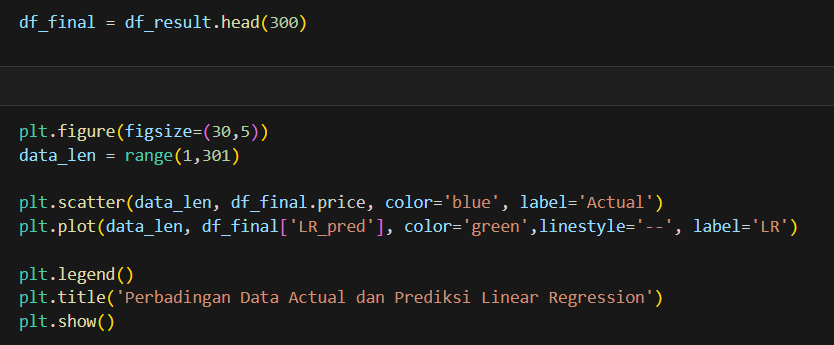 df_final = df_result.head(300)
plt.figure(figsize=(30,5))
data_len = range(1,301)
plt.scatter(data_len, df_final.price, color='blue', label='Actual')
plt.plot(data_len, df_final['LR_pred'], color='green',linestyle='--', label='LR')
plt.legend()
plt.title('Perbadingan Data Actual dan Prediksi Linear Regression')
plt.show()